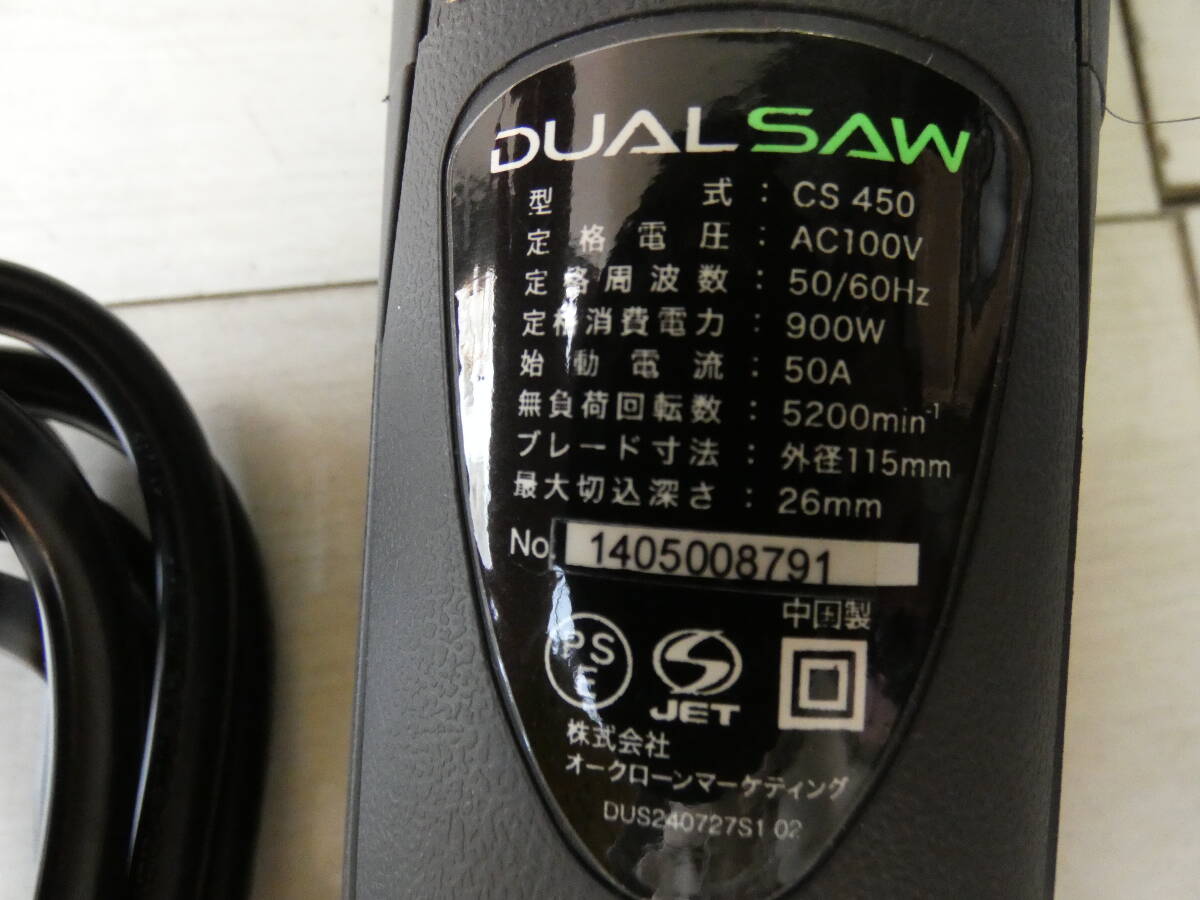 DUAL SAW
型式：CS 450
定格電圧：AC100V
定格周波数：50/60Hz
定格消費電力：900W
始動電流：50A
無負荷回転数：5200min⁻¹
ブレード寸法：外径115mm
最大切込深さ：26mm
No. 1405008791
中国製
PSE
JET
株式会社
オークローンマーケティング
DUS240727S1 02